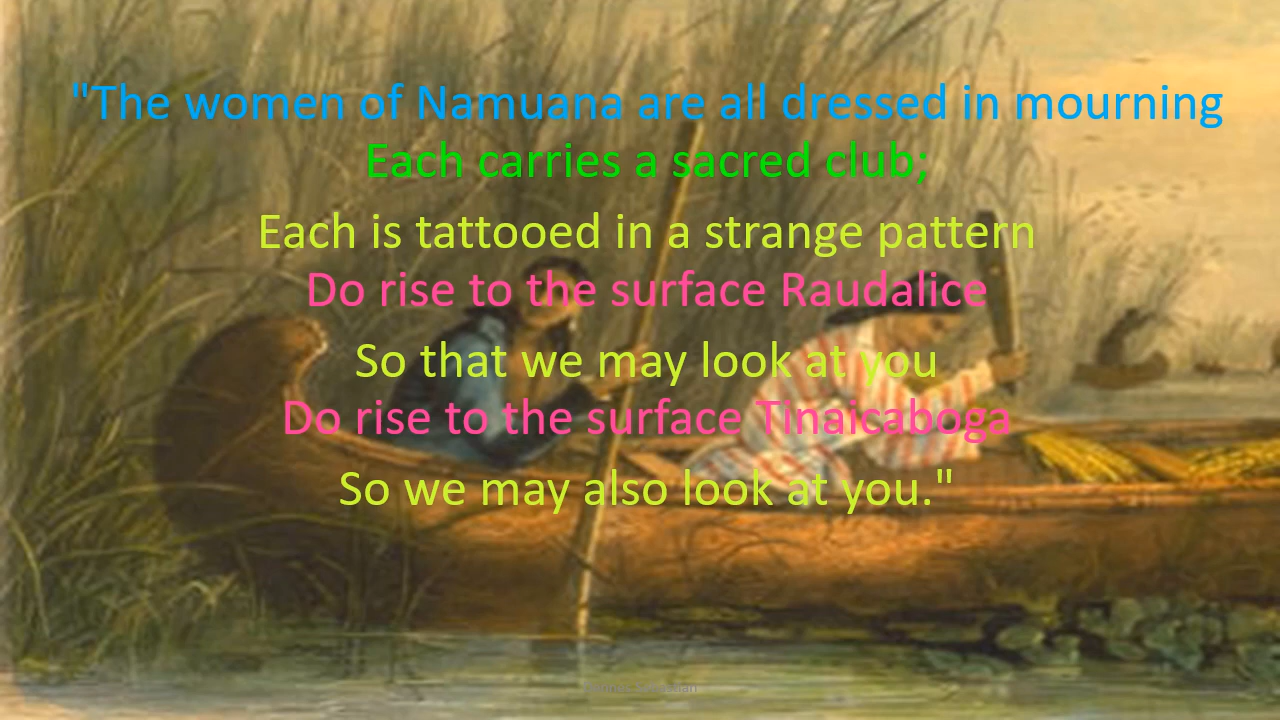 "The women of Namuana are all dressed in mourning
Each carries a sacred club;
Each is tattooed in a strange pattern
Do rise to the surface Raudalice
So that we may look at you
Do rise to the surface Tinaicaboga
So we may also look at you."